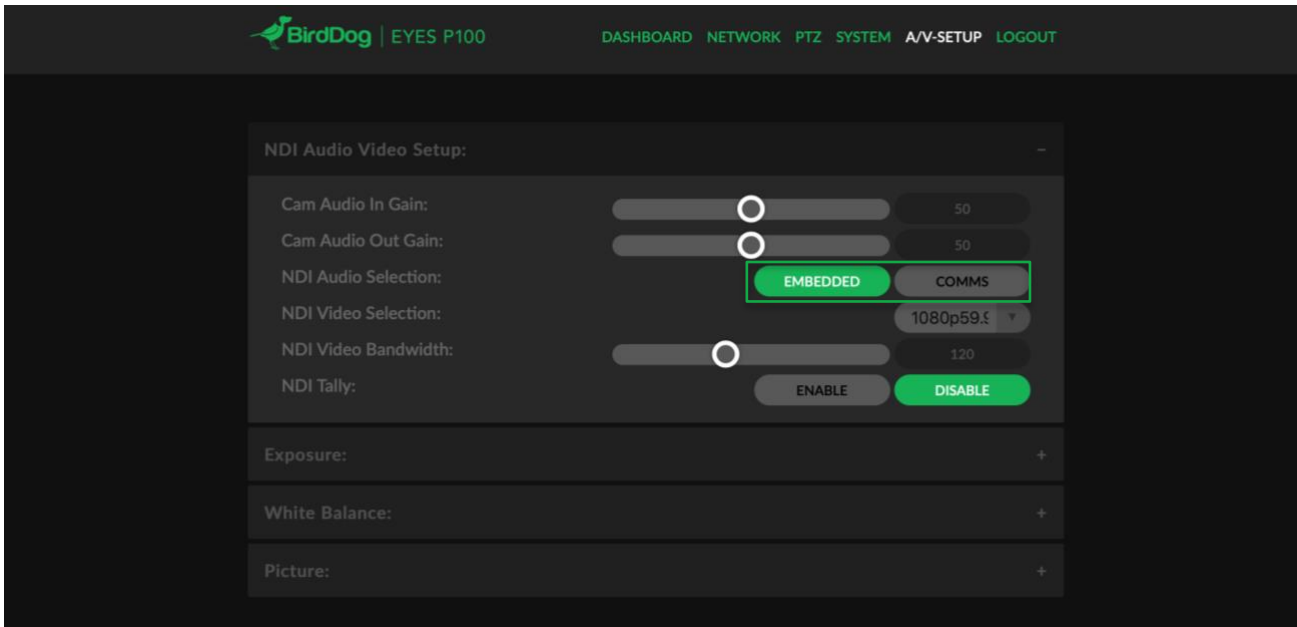 BirdDog | EYES P100 DASHBOARD NETWORK PTZ SYSTEM A/V-SETUP LOGOUT
NDI Audio Video Setup: -
Cam Audio In Gain: 50
Cam Audio Out Gain: 50
NDI Audio Selection: EMBEDDED COMMS
NDI Video Selection: 1080p59.9
NDI Video Bandwidth: 120
NDI Tally: ENABLE DISABLE
Exposure: +
White Balance: +
Picture: +